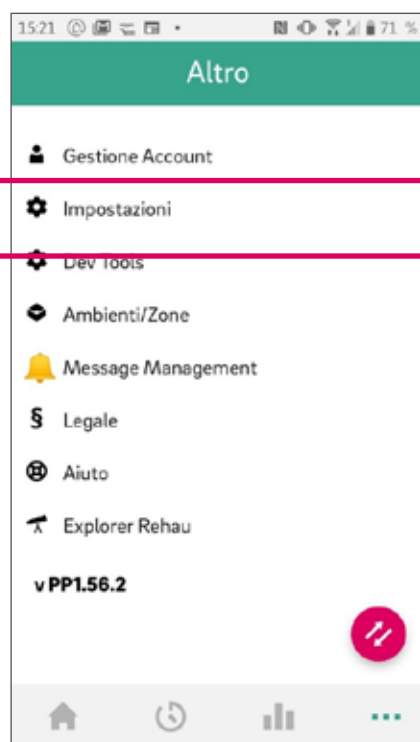 15:21 71 %
Altro
Gestione Account
Impostazioni
Dev Tools
Ambienti/Zone
Message Management
§ Legale
Aiuto
Explorer Rehau
v PP1.56.2